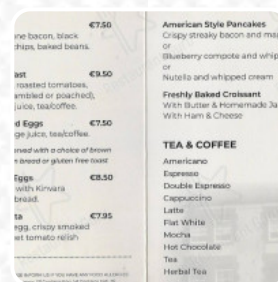 €7.50
ne bacon, black
chips, baked beans.
ast €9.50
roasted tomatoes,
ambled or poached),
juice, tea/coffee.
d Eggs €7.50
ge juice, tea/coffee.
erved with a choice of brown
n bread or gluten free toast
Eggs €8.50
with Kinvara
bread.
ta €7.95
egg, crispy smoked
et tomato relish
American Style Pancakes
Crispy streaky bacon and map
or
Blueberry compote and whip
or
Nutella and whipped cream
Freshly Baked Croissant
With Butter & Homemade Ja
With Ham & Cheese
TEA & COFFEE
Americano
Espresso
Double Espresso
Cappuccino
Latte
Flat White
Mocha
Hot Chocolate
Tea
Herbal Tea